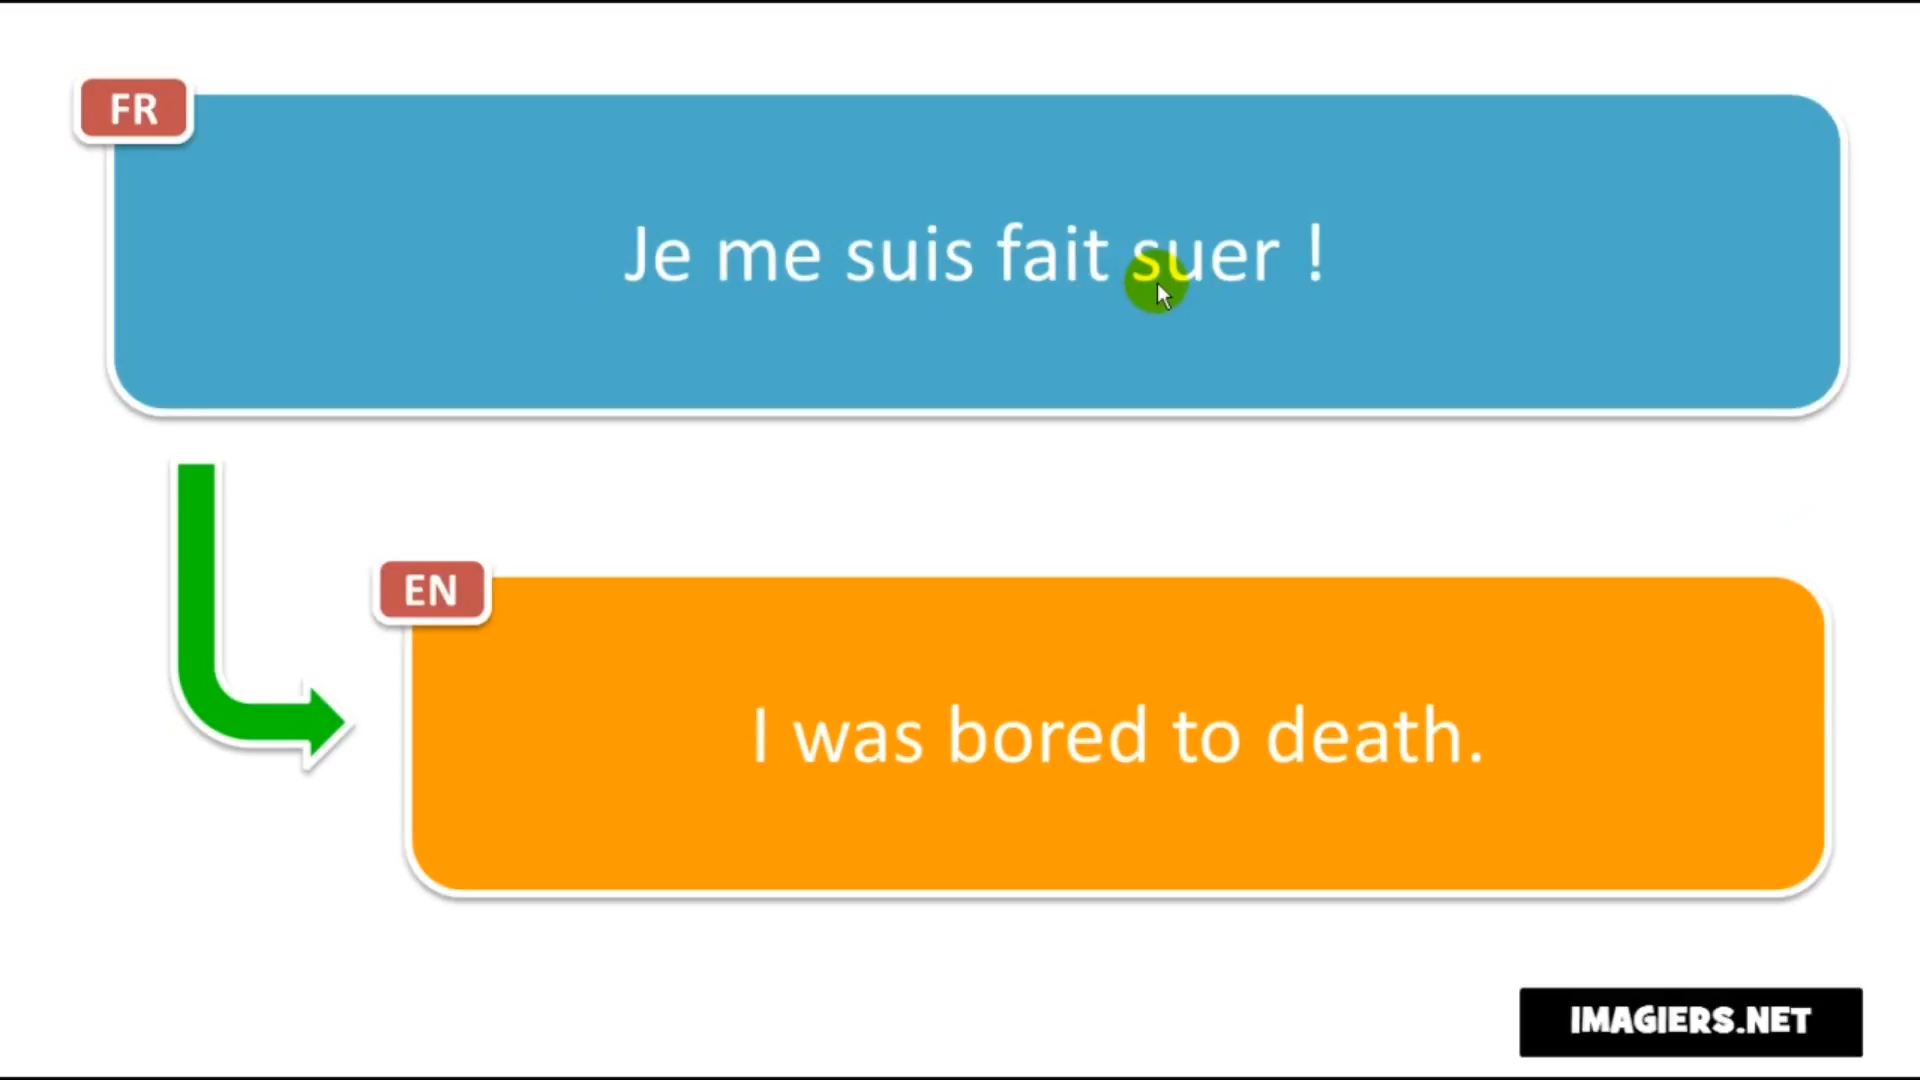 FR
Je me suis fait suer !
EN
I was bored to death.
IMAGIERS.NET